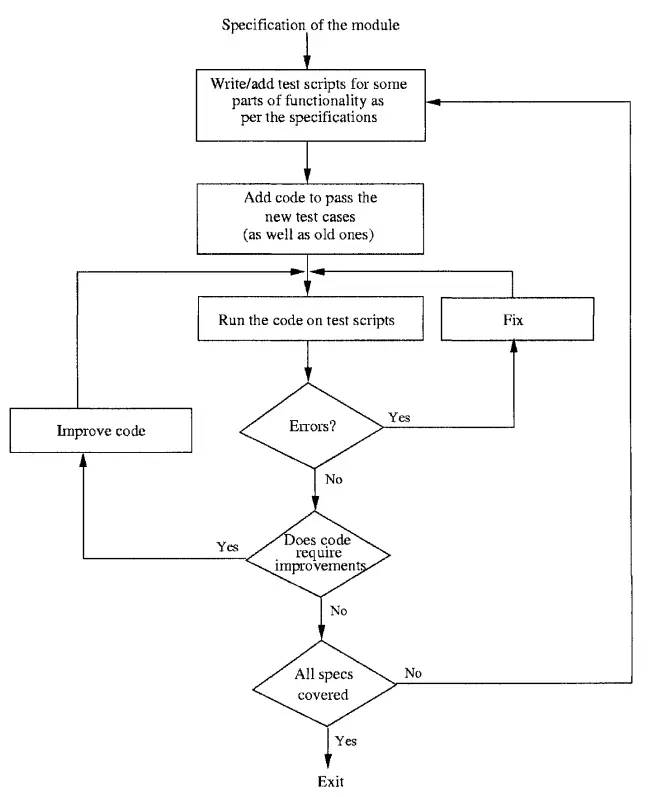 Specification of the module
Write/add test scripts for some
parts of functionality as
per the specifications
Add code to pass the
new test cases
(as well as old ones)
Run the code on test scripts
Fix
Improve code
Errors?
Yes
No
Yes
Does code
require
improvements
No
All specs
covered
No
Yes
Exit